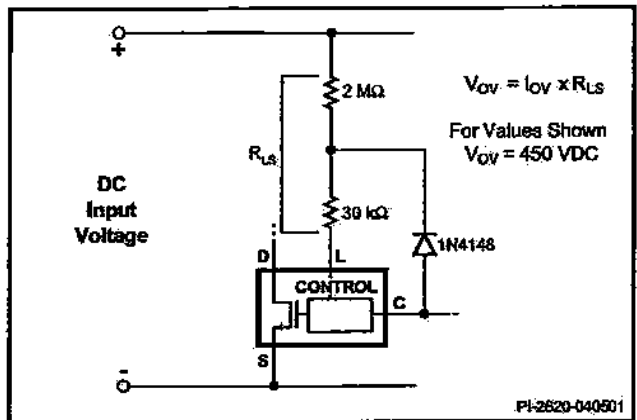 +
2 MΩ
V_OV = I_OV x R_LS
For Values Shown
V_OV = 450 VDC
R_LS
DC
Input
Voltage
30 kΩ
1N4148
D
L
CONTROL
C
S
-
PI-2620-040501